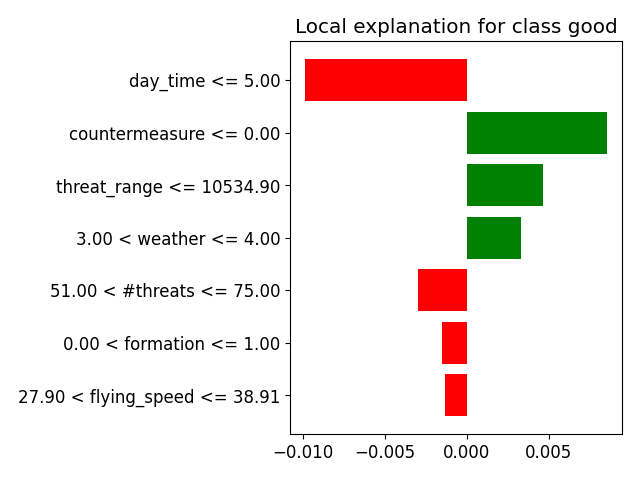 Local explanation for class good
day_time <= 5.00
countermeasure <= 0.00
threat_range <= 10534.90
3.00 < weather <= 4.00
51.00 < #threats <= 75.00
0.00 < formation <= 1.00
27.90 < flying_speed <= 38.91
−0.010 −0.005 0.000 0.005